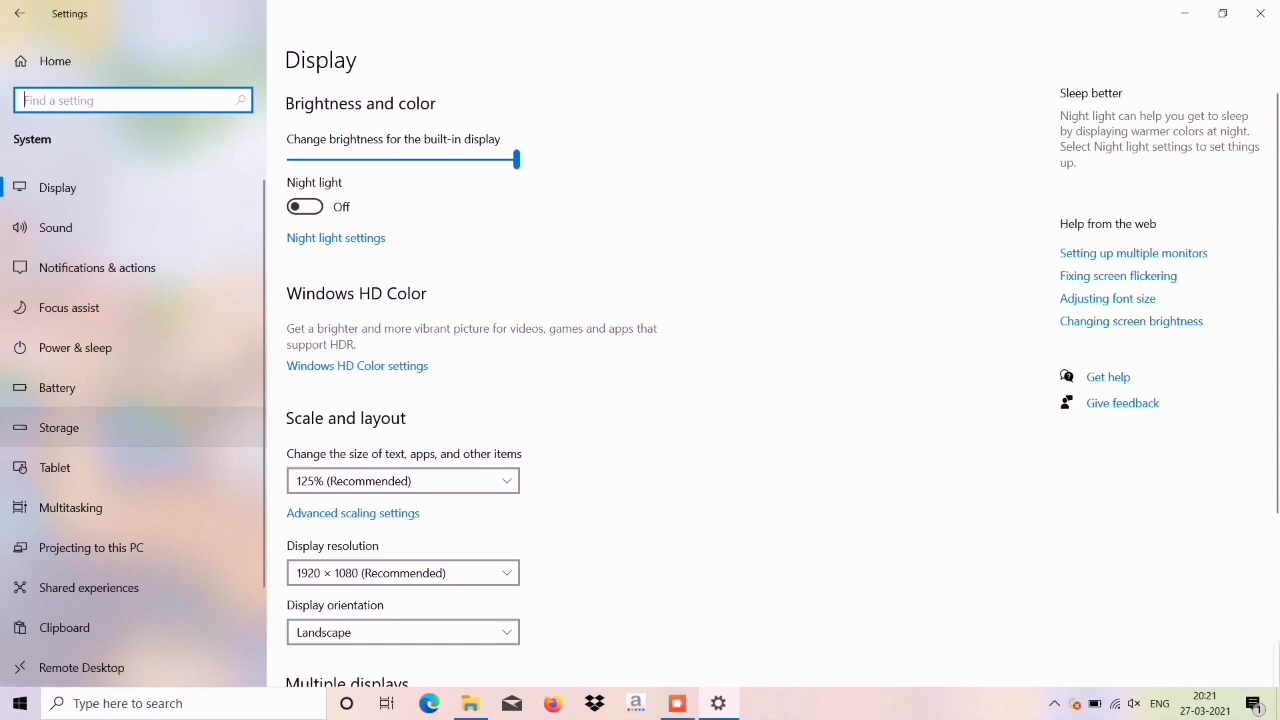 Settings
Home
Find a setting
System
Display
Sound
Notifications & actions
Focus assist
Power & sleep
Battery
Storage
Tablet
Multitasking
Projecting to this PC
Shared experiences
Clipboard
Remote Desktop
Display
Brightness and color
Change brightness for the built-in display
Night light
Off
Night light settings
Windows HD Color
Get a brighter and more vibrant picture for videos, games and apps that
support HDR.
Windows HD Color settings
Scale and layout
Change the size of text, apps, and other items
125% (Recommended)
Advanced scaling settings
Display resolution
1920 × 1080 (Recommended)
Display orientation
Landscape
Multiple displays
Sleep better
Night light can help you get to sleep
by displaying warmer colors at night.
Select Night light settings to set things
up.
Help from the web
Setting up multiple monitors
Fixing screen flickering
Adjusting font size
Changing screen brightness
Get help
Give feedback
Type here to search
a
ENG
20:21
27-03-2021
1